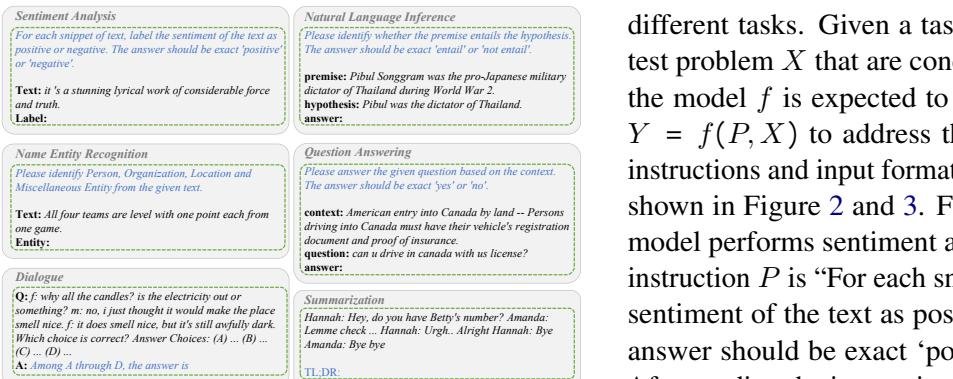 Sentiment Analysis
For each snippet of text, label the sentiment of the text as
positive or negative. The answer should be exact 'positive'
or 'negative'.
Text: it 's a stunning lyrical work of considerable force
and truth.
Label:
Natural Language Inference
Please identify whether the premise entails the hypothesis.
The answer should be exact 'entail' or 'not entail'.
premise: Pibul Songgram was the pro-Japanese military
dictator of Thailand during World War 2.
hypothesis: Pibul was the dictator of Thailand.
answer:
Name Entity Recognition
Please identify Person, Organization, Location and
Miscellaneous Entity from the given text.
Text: All four teams are level with one point each from
one game.
Entity:
Question Answering
Please answer the given question based on the context.
The answer should be exact 'yes' or 'no'.
context: American entry into Canada by land -- Persons
driving into Canada must have their vehicle's registration
document and proof of insurance.
question: can u drive in canada with us license?
answer:
Dialogue
Q: f: why all the candles? is the electricity out or
something? m: no, i just thought it would make the place
smell nice. f: it does smell nice, but it's still awfully dark.
Which choice is correct? Answer Choices: (A) ... (B) ...
(C) ... (D) ...
A: Among A through D, the answer is
Summarization
Hannah: Hey, do you have Betty's number? Amanda:
Lemme check ... Hannah: Urgh.. Alright Hannah: Bye
Amanda: Bye bye
TL;DR:
different tasks. Given a tas
test problem X that are cond
the model f is expected to
Y = f(P, X) to address th
instructions and input format
shown in Figure 2 and 3. F
model performs sentiment a
instruction P is “For each sn
sentiment of the text as pos
answer should be exact ‘po